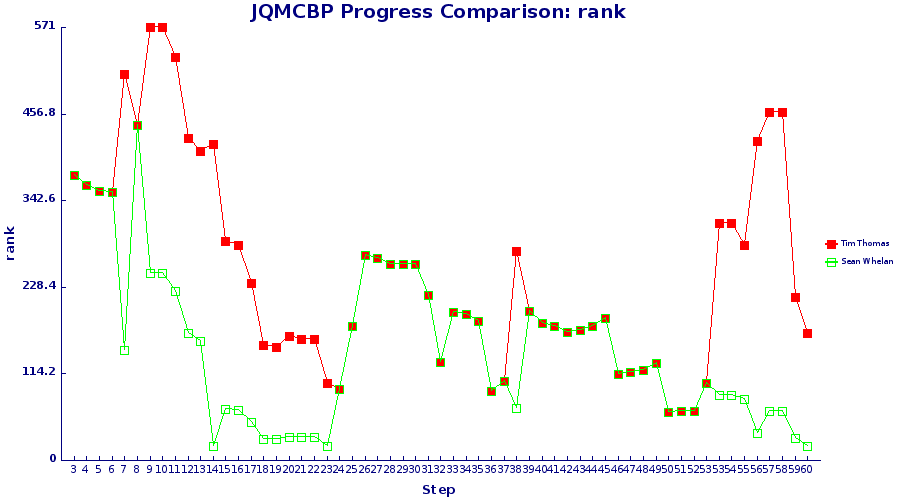 JQMCBP Progress Comparison: rank
571
456.8
342.6
228.4
114.2
0
rank
3 4 5 6 7 8 9 10 11 12 13 14 15 16 17 18 19 20 21 22 23 24 25 26 27 28 29 30 31 32 33 34 35 36 37 38 39 40 41 42 43 44 45 46 47 48 49 50 51 52 53 54 55 56 57 58 59 60
Step
Tim Thomas
Sean Whelan